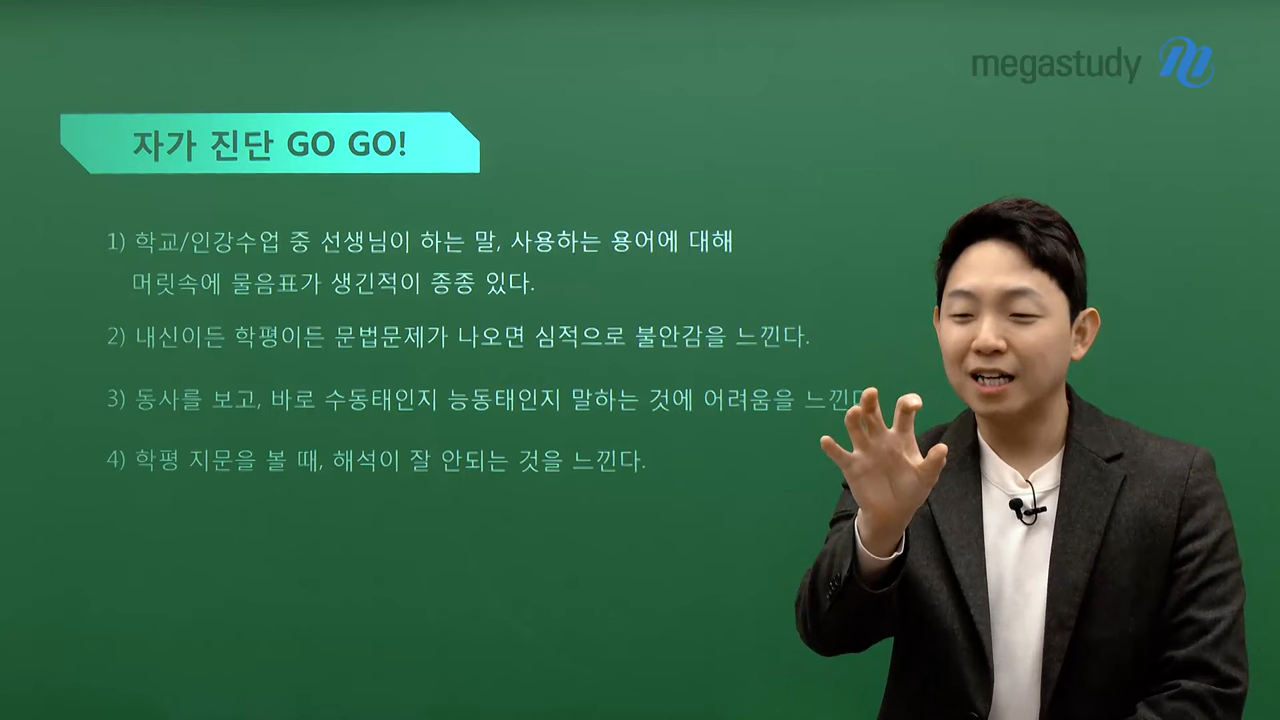 megastudy
자가 진단 GO GO!
1) 학교/인강수업 중 선생님이 하는 말, 사용하는 용어에 대해
머릿속에 물음표가 생긴적이 종종 있다.
2) 내신이든 학평이든 문법문제가 나오면 심적으로 불안감을 느낀다.
3) 동사를 보고, 바로 수동태인지 능동태인지 말하는 것에 어려움을
4) 학평 지문을 볼 때, 해석이 잘 안되는 것을 느낀다.